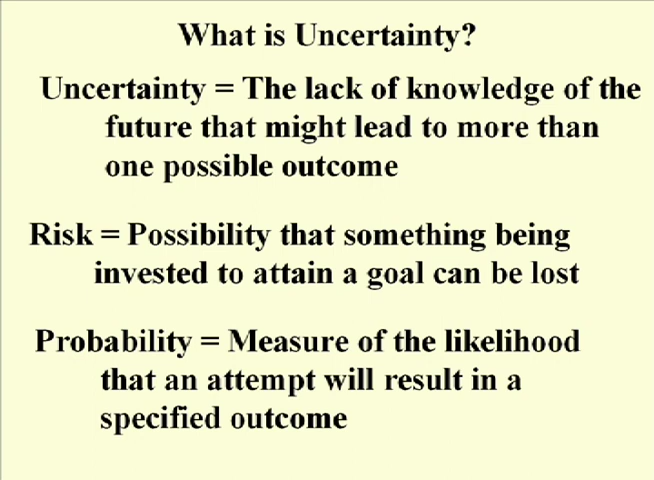 What is Uncertainty?
Uncertainty = The lack of knowledge of the
future that might lead to more than
one possible outcome
Risk = Possibility that something being
invested to attain a goal can be lost
Probability = Measure of the likelihood
that an attempt will result in a
specified outcome